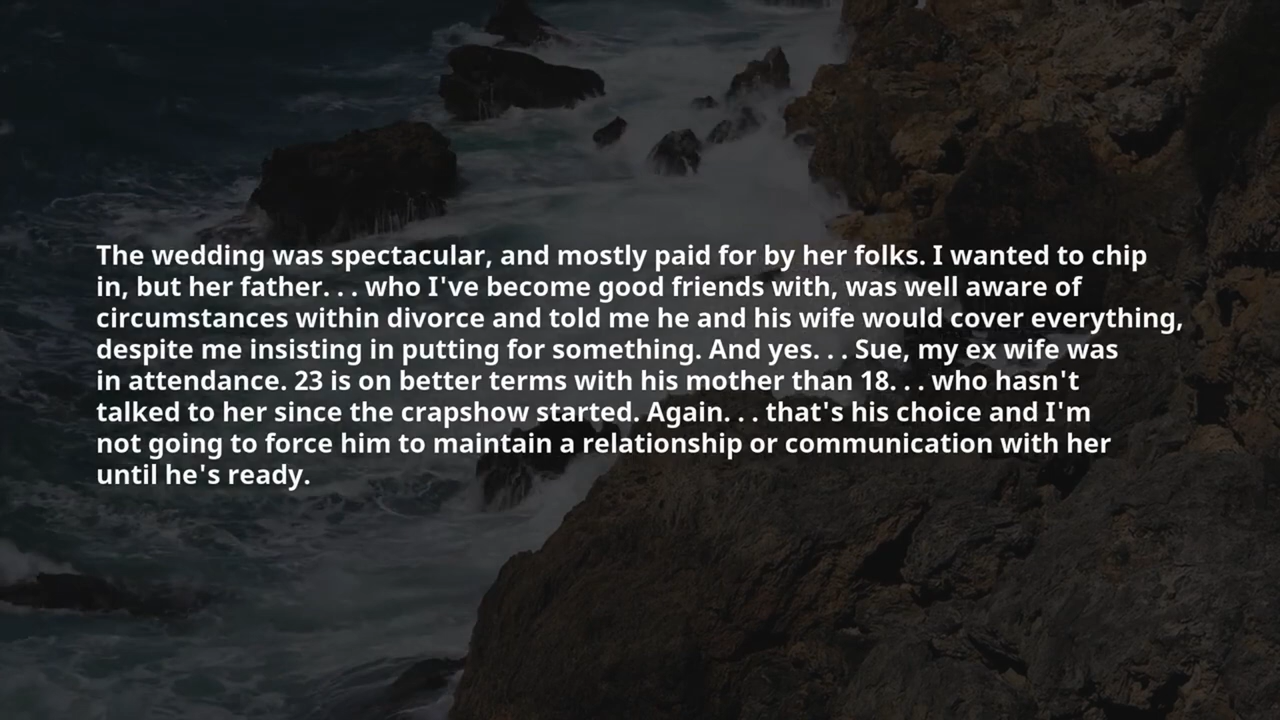 The wedding was spectacular, and mostly paid for by her folks. I wanted to chip
in, but her father. . . who I've become good friends with, was well aware of
circumstances within divorce and told me he and his wife would cover everything,
despite me insisting in putting for something. And yes. . . Sue, my ex wife was
in attendance. 23 is on better terms with his mother than 18. . . who hasn't
talked to her since the crapshow started. Again. . . that's his choice and I'm
not going to force him to maintain a relationship or communication with her
until he's ready.